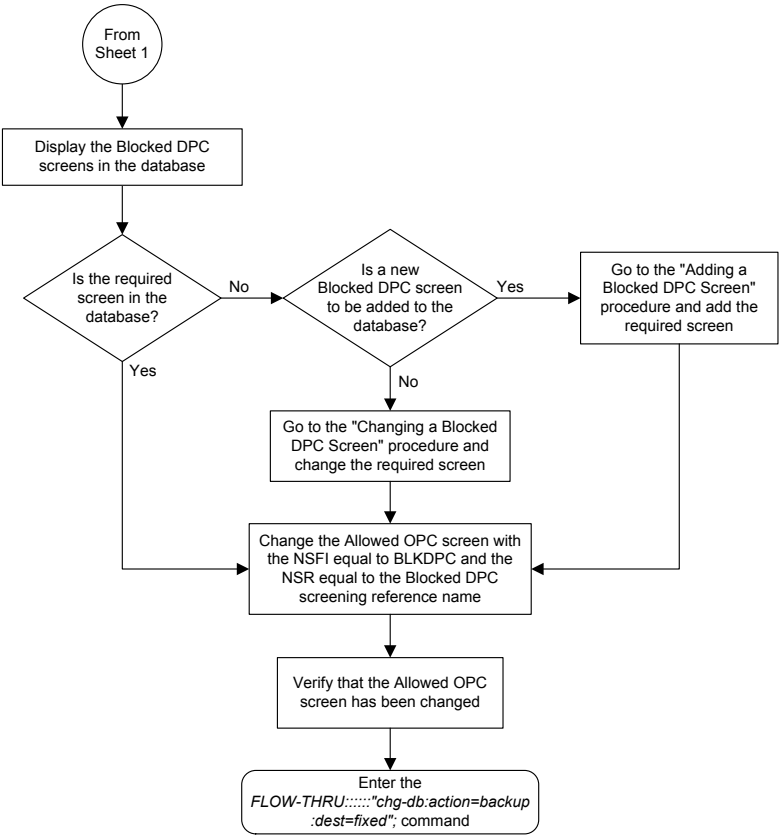 From
Sheet 1
Display the Blocked DPC
screens in the database
Is the required
screen in the
database?
No
Is a new
Blocked DPC screen
to be added to the
database?
Yes
Go to the "Adding a
Blocked DPC Screen"
procedure and add the
required screen
Yes
No
Go to the "Changing a Blocked
DPC Screen" procedure and
change the required screen
Change the Allowed OPC screen with
the NSFI equal to BLKDPC and the
NSR equal to the Blocked DPC
screening reference name
Verify that the Allowed OPC
screen has been changed
Enter the
FLOW-THRU::::::"chg-db:action=backup
:dest=fixed"; command